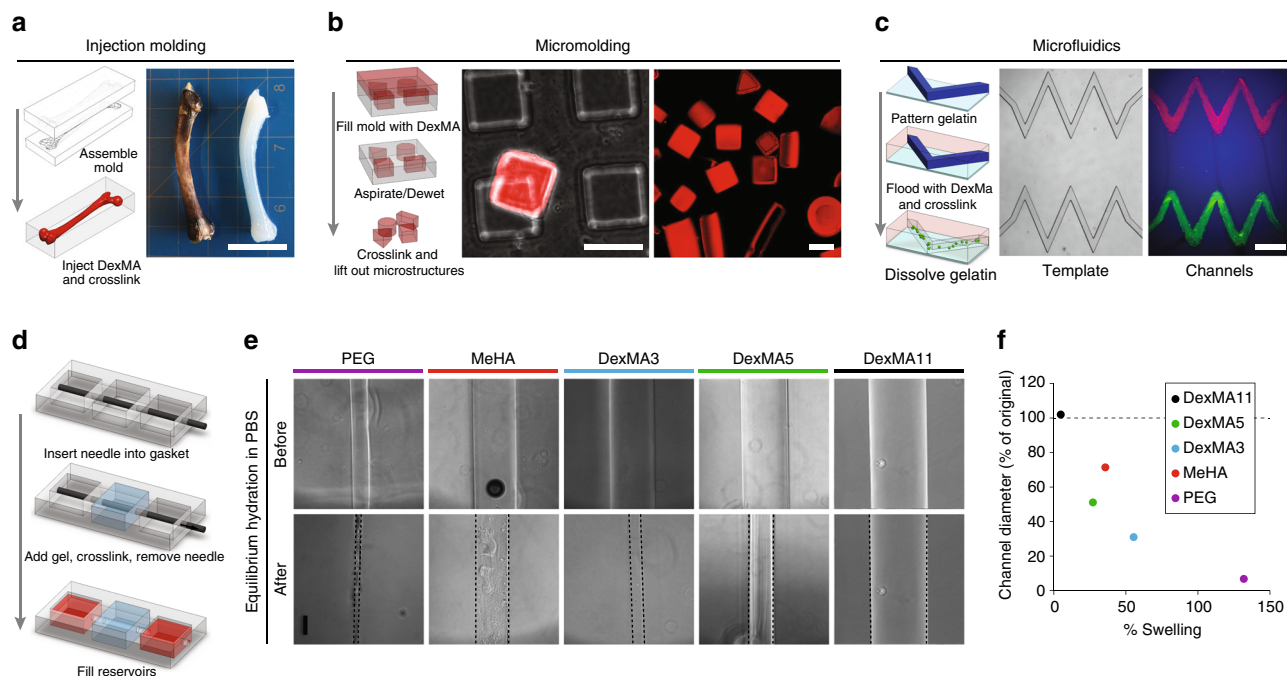 a
Injection molding
Assemble
mold
Inject DexMA
and crosslink
8
7
6
b
Micromolding
Fill mold with DexMA
Aspirate/Dewet
Crosslink and
lift out microstructures
c
Microfluidics
Pattern gelatin
Flood with DexMa
and crosslink
Dissolve gelatin
Template
Channels
d
Insert needle into gasket
Add gel, crosslink, remove needle
Fill reservoirs
e
PEG
MeHA
DexMA3
DexMA5
DexMA11
Equilibrium hydration in PBS
Before
After
f
Channel diameter (% of original)
120
100
80
60
40
20
0
0
50
100
150
% Swelling
DexMA11
DexMA5
DexMA3
MeHA
PEG